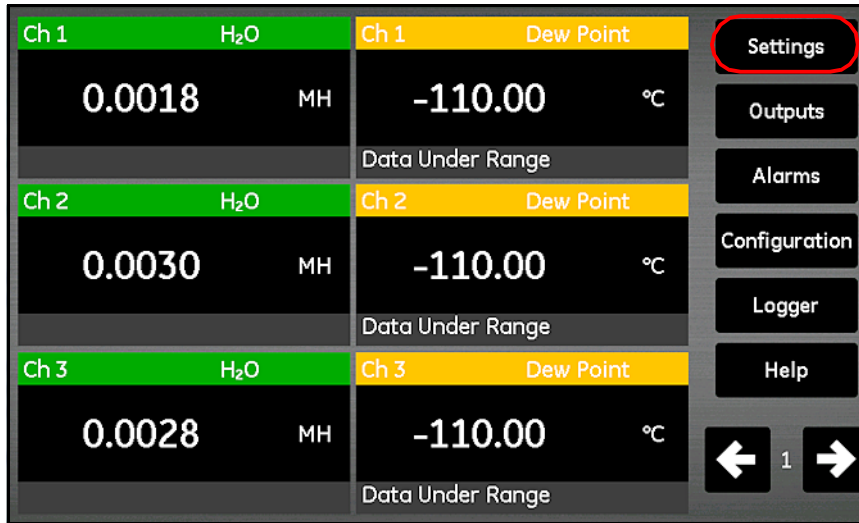 Ch 1 H₂O
0.0018 MH
Ch 1 Dew Point
-110.00 °C
Data Under Range
Ch 2 H₂O
0.0030 MH
Ch 2 Dew Point
-110.00 °C
Data Under Range
Ch 3 H₂O
0.0028 MH
Ch 3 Dew Point
-110.00 °C
Data Under Range
Settings
Outputs
Alarms
Configuration
Logger
Help
1